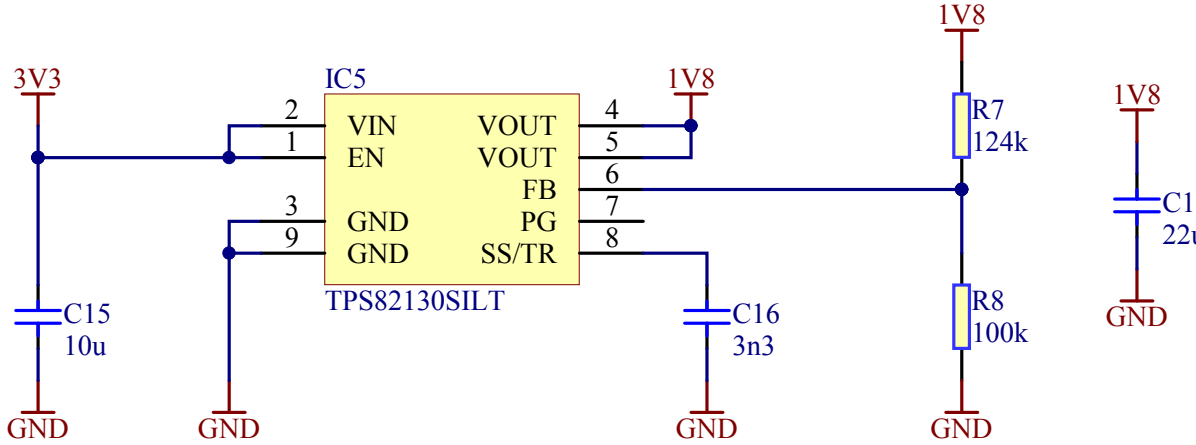 1V8
3V3
IC5
1V8
2
VIN
VOUT
4
1
EN
VOUT
5
FB
6
3
GND
PG
7
9
GND
SS/TR
8
TPS82130SILT
C15
10u
C16
3n3
R7
124k
R8
100k
1V8
C1
22u
GND
GND
GND
GND
GND